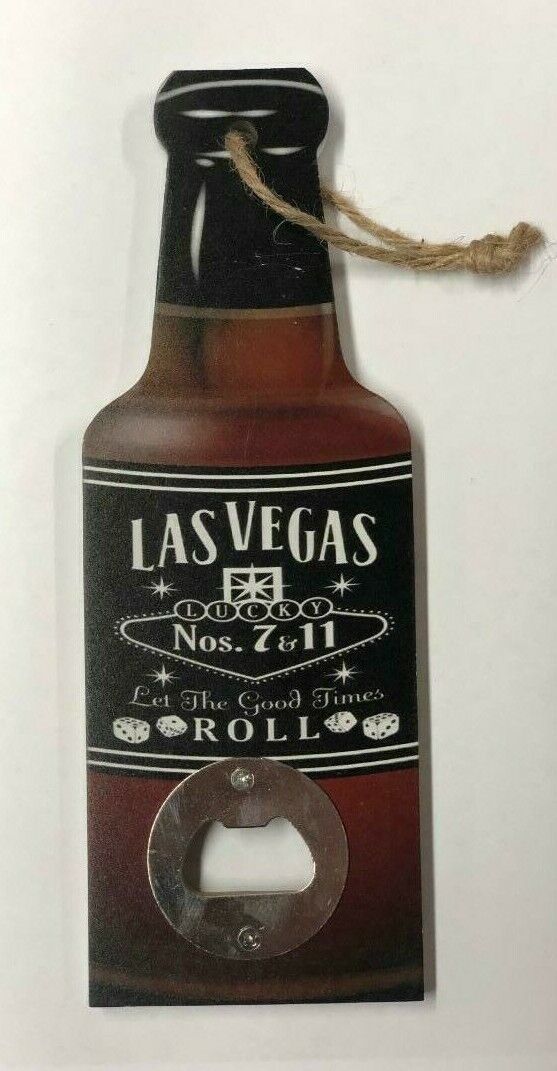 LAS VEGAS
LUCKY
Nos. 7 & 11
Let The Good Times
ROLL